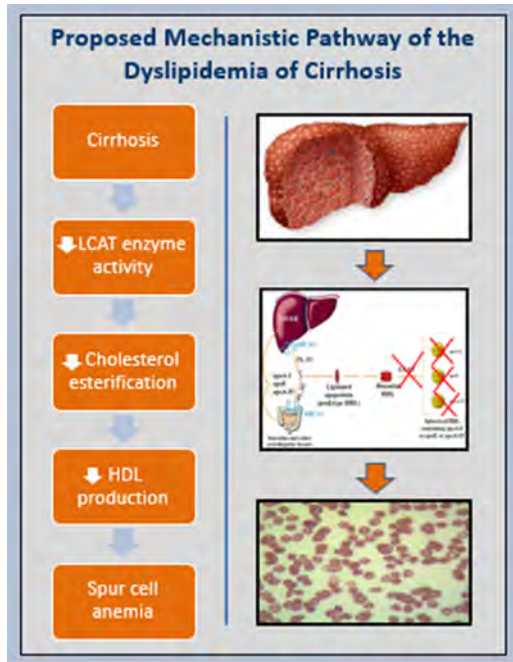 Proposed Mechanistic Pathway of the
Dyslipidemia of Cirrhosis
Cirrhosis
LCAT enzyme
activity
Cholesterol
esterification
HDL
production
Spur cell
anemia